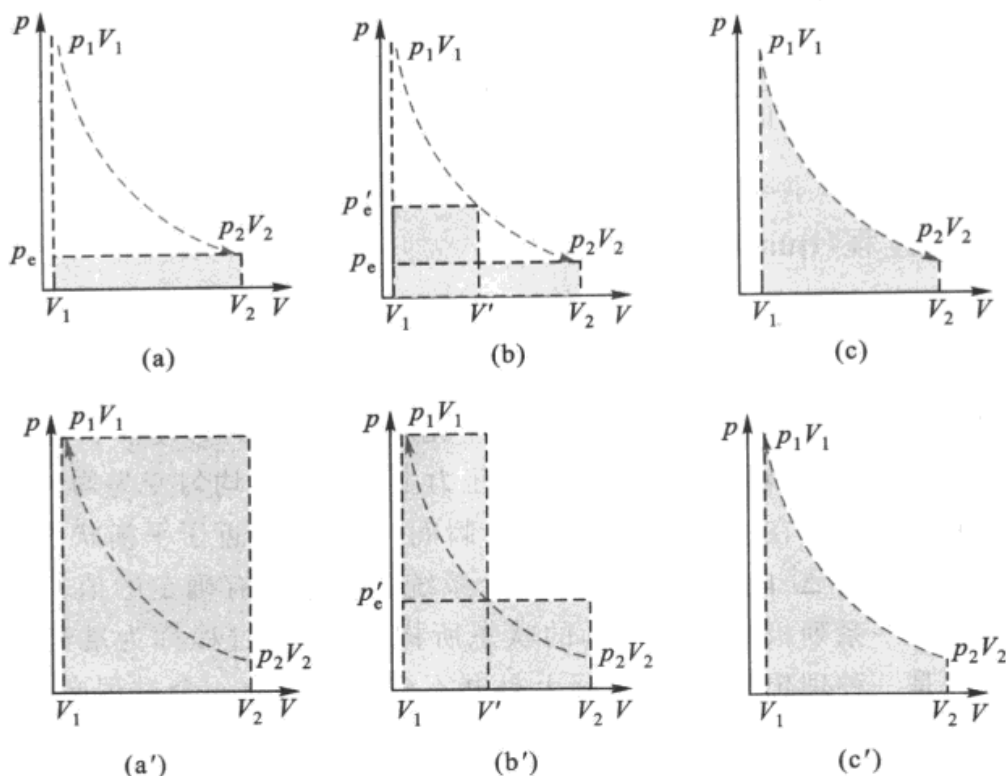 p p₁V₁ pₑ p₂V₂ V₁ V₂ V
(a)
p p₁V₁ p′ₑ pₑ p₂V₂ V₁ V′ V₂ V
(b)
p p₁V₁ p₂V₂ V₁ V₂ V
(c)
p p₁V₁ p₂V₂ V₁ V₂ V
(a′)
p p₁V₁ p′ₑ p₂V₂ V₁ V′ V₂ V
(b′)
p p₁V₁ p₂V₂ V₁ V₂ V
(c′)